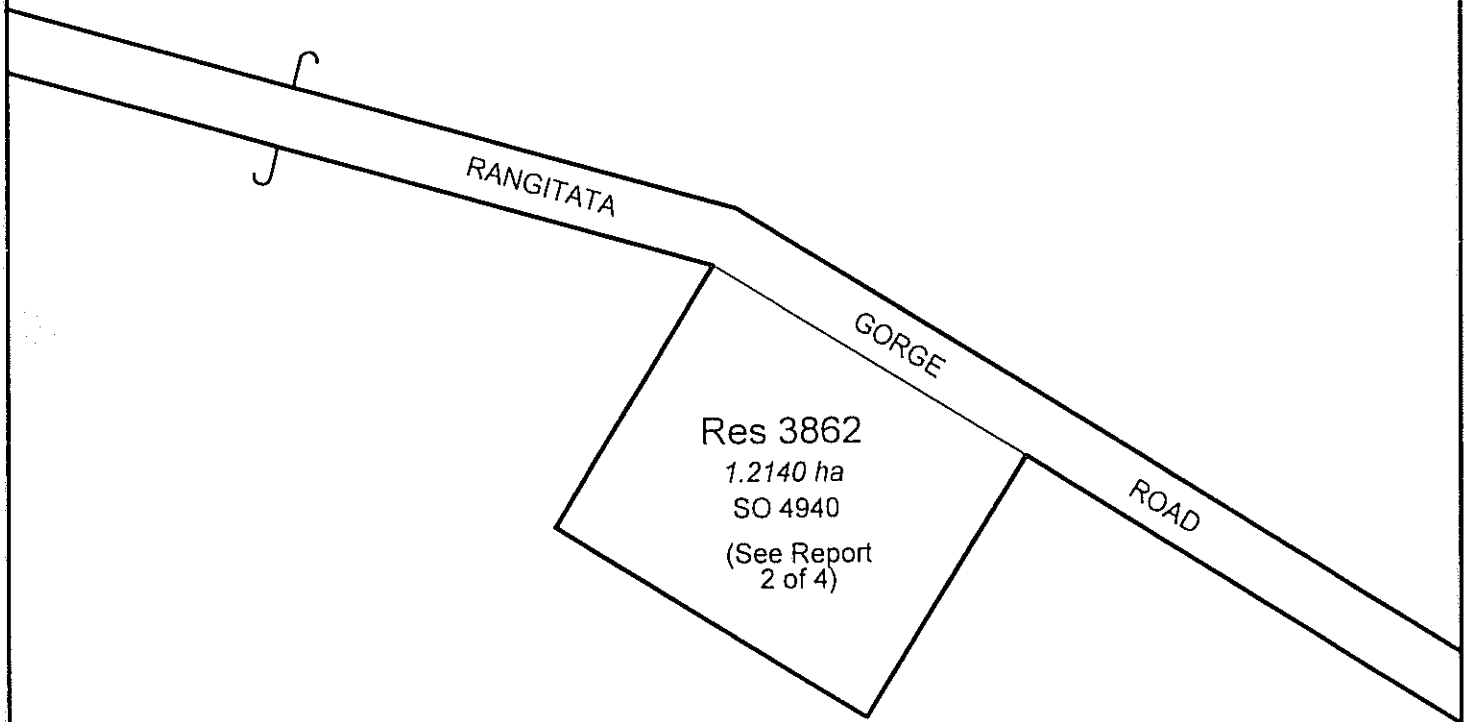 RANGITATA
GORGE
ROAD
Res 3862
1.2140 ha
SO 4940
(See Report
2 of 4)